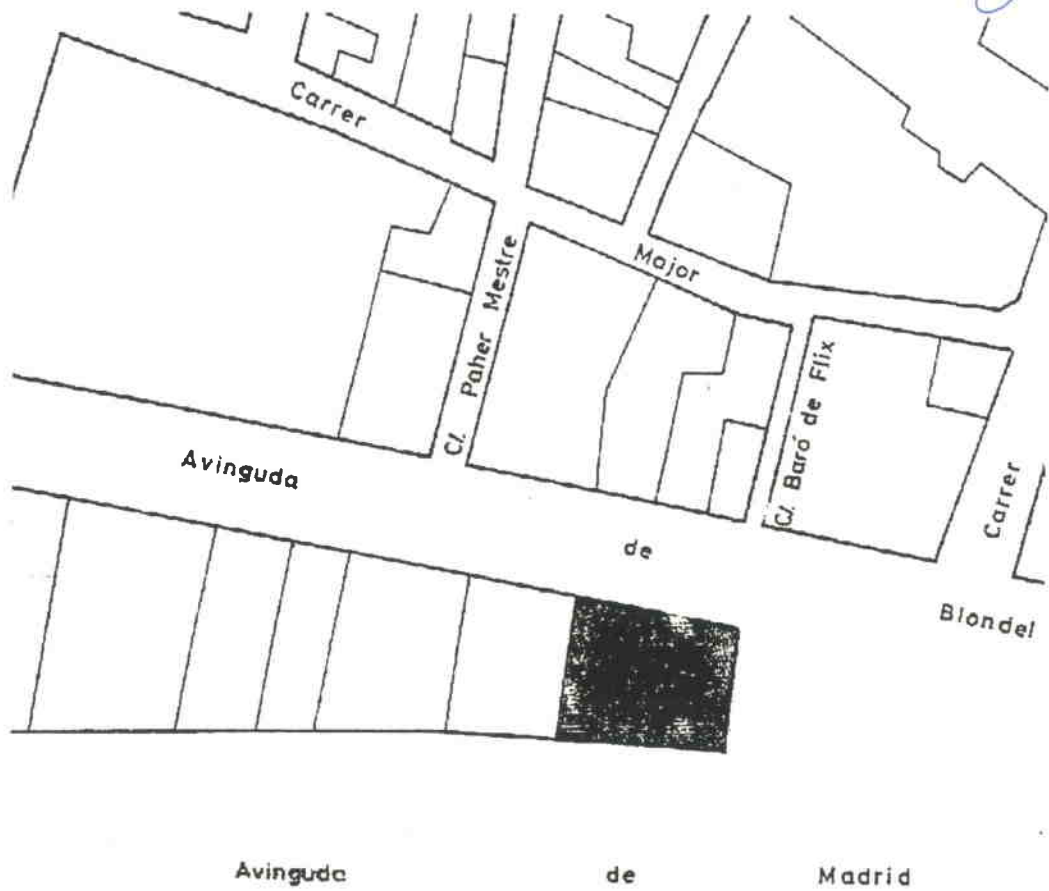 Carrer
Major
C/. Paher Mestre
C/. Baró de Flix
Carrer
Avinguda
de
Blondel
Avinguda
de
Madrid